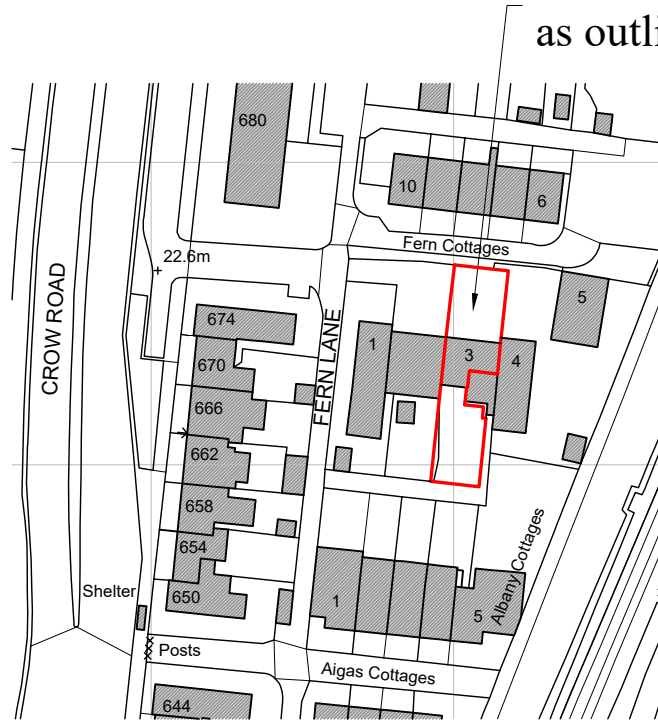 as outli
680
10
6
Fern Cottages
22.6m
5
674
1
3
4
670
CROW ROAD
FERN LANE
666
662
658
654
650
Shelter
1
5
Albany Cottages
Posts
Aigas Cottages
644